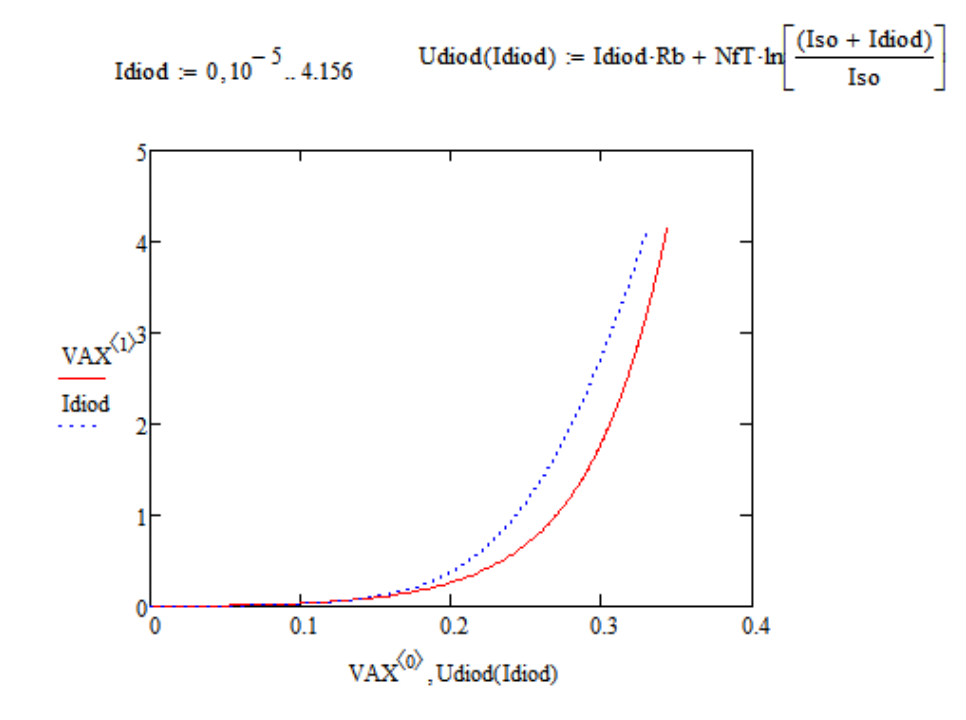 Idiod := 0, 10^-5 .. 4.156
Udiod(Idiod) := Idiod·Rb + NfT·ln[(Iso + Idiod)/Iso]
5
4
3
2
1
0
VAX^⟨1⟩
Idiod
0 0.1 0.2 0.3 0.4
VAX^⟨0⟩, Udiod(Idiod)